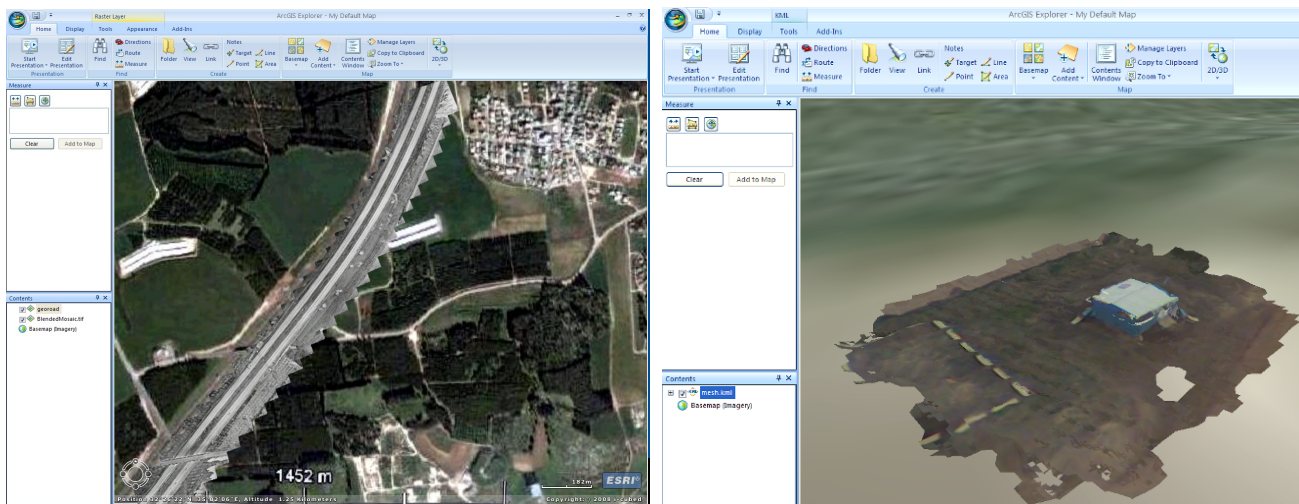 Raster Layer
ArcGIS Explorer - My Default Map
Home Display Tools Appearance Add-Ins
Start Presentation
Edit Presentation
Find
Directions
Route
Measure
Folder View Link
Notes
Target Line
Point Area
Basemap
Add Content
Contents Window
Manage Layers
Copy to Clipboard
Zoom To
2D/3D
Presentation Find Create Map
Measure
Clear Add to Map
Contents
georoad
BlendedMosaic.tif
Basemap (Imagery)
1452 m
182m
ESRI
Copyright: © 2008 i-cubed
KML
ArcGIS Explorer - My Default Map
Home Display Tools Add-Ins
Start Presentation
Edit Presentation
Find
Directions
Route
Measure
Folder View Link
Notes
Target Line
Point Area
Basemap
Add Content
Contents Window
Manage Layers
Copy to Clipboard
Zoom To
2D/3D
Presentation Find Create Map
Measure
Clear Add to Map
Contents
mesh.kml
Basemap (Imagery)